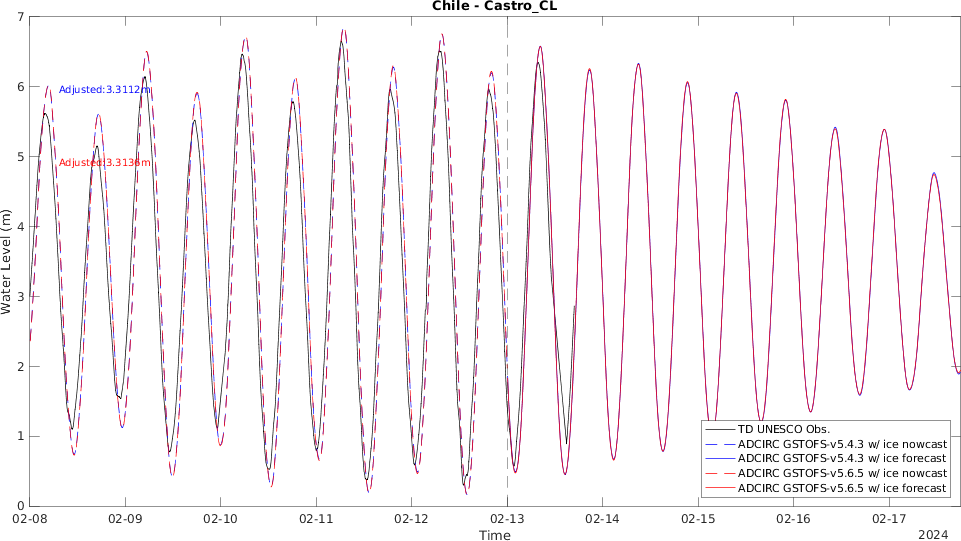 Chile - Castro_CL
Water Level (m)
7
6
5
4
3
2
1
0
Adjusted:3.3112m
Adjusted:3.3136m
TD UNESCO Obs.
ADCIRC GSTOFS-v5.4.3 w/ ice nowcast
ADCIRC GSTOFS-v5.4.3 w/ ice forecast
ADCIRC GSTOFS-v5.6.5 w/ ice nowcast
ADCIRC GSTOFS-v5.6.5 w/ ice forecast
02-08 02-09 02-10 02-11 02-12 02-13 02-14 02-15 02-16 02-17
Time
2024